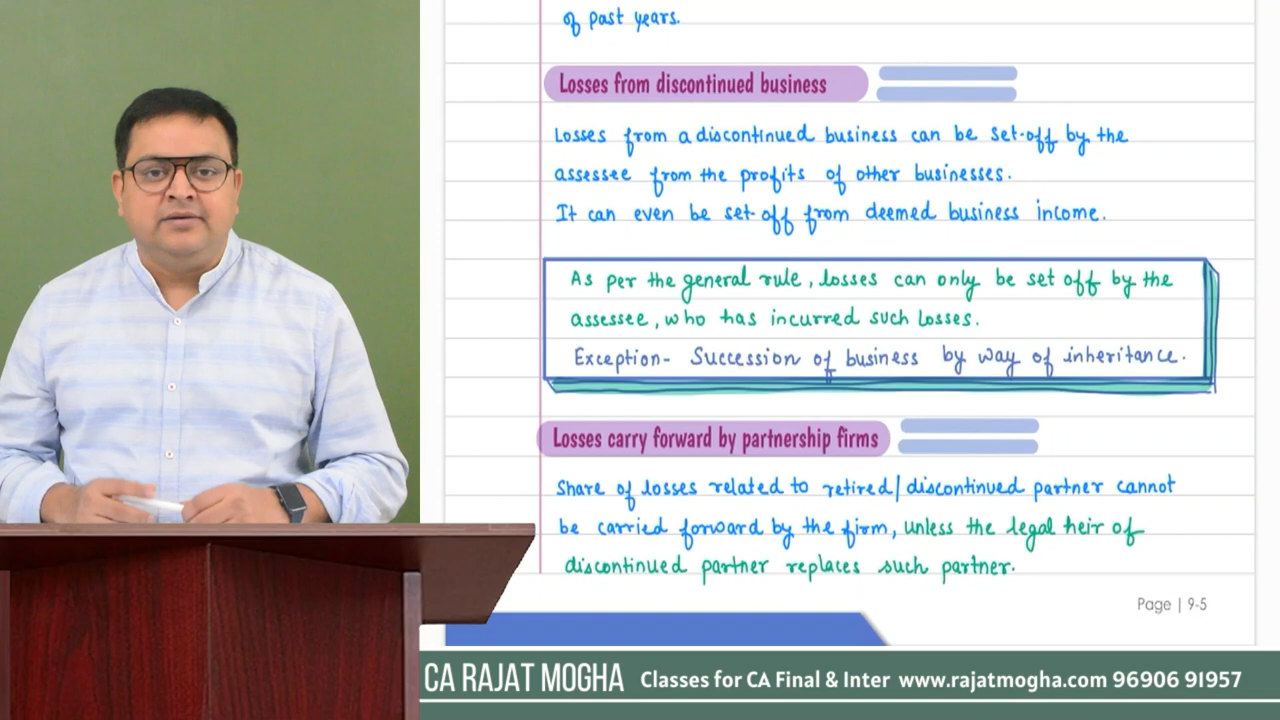 of past years.
Losses from discontinued business
Losses from a discontinued business can be set-off by the
assessee from the profits of other businesses.
It can even be set-off from deemed business income.
As per the general rule, losses can only be set off by the
assessee, who has incurred such losses.
Exception- Succession of business by way of inheritance.
Losses carry forward by partnership firms
Share of losses related to retired/discontinued partner cannot
be carried forward by the firm, unless the legal heir of
discontinued partner replaces such partner.
Page | 9-5
CA RAJAT MOGHA Classes for CA Final & Inter www.rajatmogha.com 96906 91957